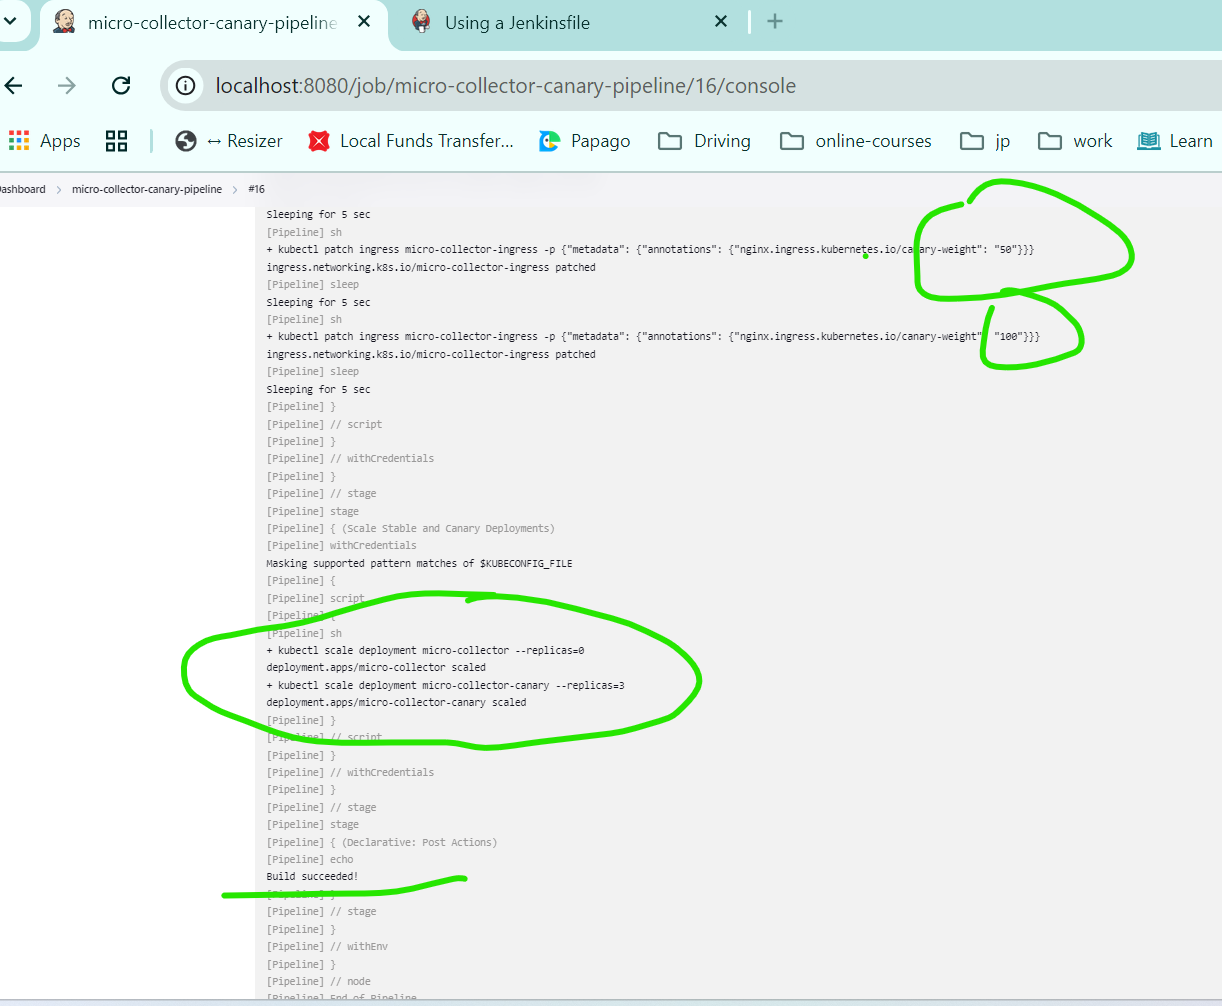 micro-collector-canary-pipeline
Using a Jenkinsfile
localhost:8080/job/micro-collector-canary-pipeline/16/console
Apps
↔ Resizer
Local Funds Transfer...
Papago
Driving
online-courses
jp
work
Learn
ashboard > micro-collector-canary-pipeline > #16
Sleeping for 5 sec
[Pipeline] sh
+ kubectl patch ingress micro-collector-ingress -p {"metadata": {"annotations": {"nginx.ingress.kubernetes.io/canary-weight": "50"}}}
ingress.networking.k8s.io/micro-collector-ingress patched
[Pipeline] sleep
Sleeping for 5 sec
[Pipeline] sh
+ kubectl patch ingress micro-collector-ingress -p {"metadata": {"annotations": {"nginx.ingress.kubernetes.io/canary-weight": "100"}}}
ingress.networking.k8s.io/micro-collector-ingress patched
[Pipeline] sleep
Sleeping for 5 sec
[Pipeline] }
[Pipeline] // script
[Pipeline] }
[Pipeline] // withCredentials
[Pipeline] }
[Pipeline] // stage
[Pipeline] stage
[Pipeline] { (Scale Stable and Canary Deployments)
[Pipeline] withCredentials
Masking supported pattern matches of $KUBECONFIG_FILE
[Pipeline] {
[Pipeline] script
[Pipeline] {
[Pipeline] sh
+ kubectl scale deployment micro-collector --replicas=0
deployment.apps/micro-collector scaled
+ kubectl scale deployment micro-collector-canary --replicas=3
deployment.apps/micro-collector-canary scaled
[Pipeline] }
[Pipeline] // script
[Pipeline] }
[Pipeline] // withCredentials
[Pipeline] }
[Pipeline] // stage
[Pipeline] stage
[Pipeline] { (Declarative: Post Actions)
[Pipeline] echo
Build succeeded!
[Pipeline] }
[Pipeline] // stage
[Pipeline] }
[Pipeline] // withEnv
[Pipeline] }
[Pipeline] // node
[Pipeline] End of Pipeline